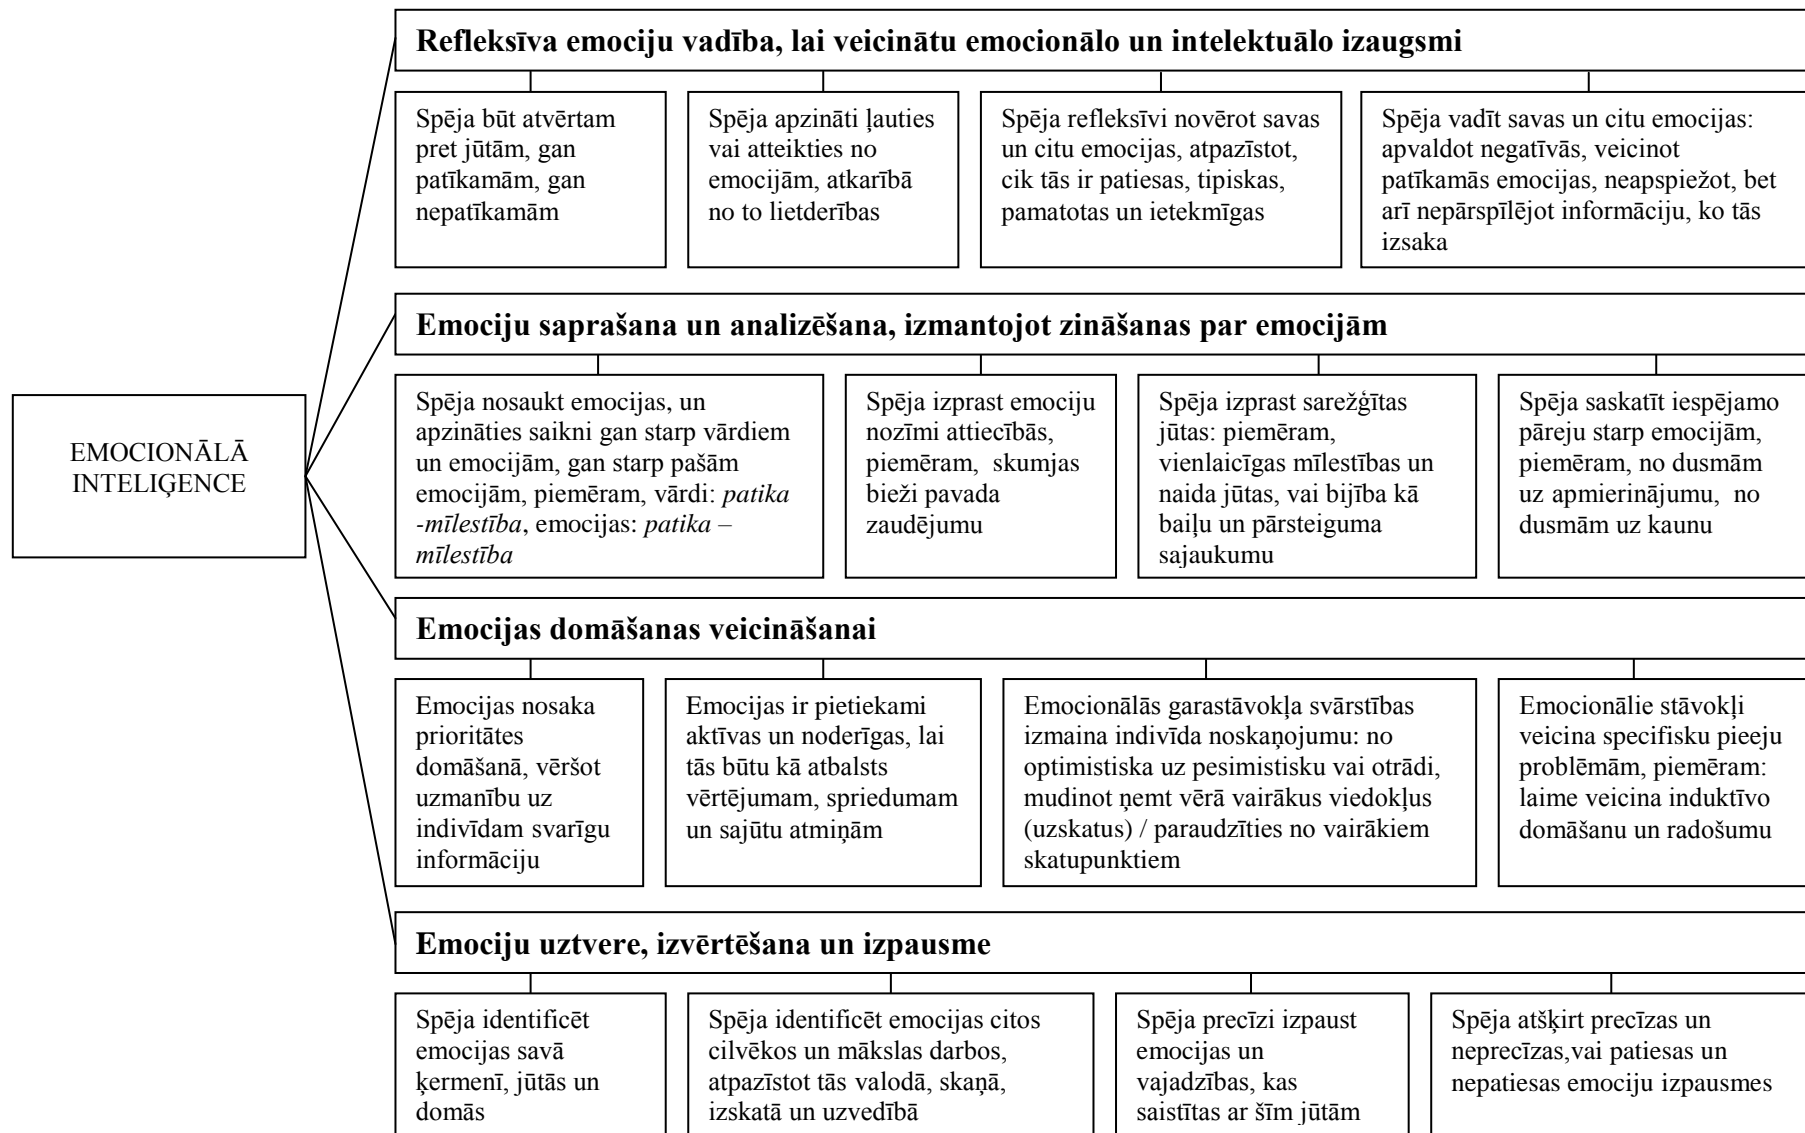 Refleksīva emociju vadība, lai veicinātu emocionālo un intelektuālo izaugsmi
Spēja būt atvērtam
pret jūtām, gan
patīkamām, gan
nepatīkamām
Spēja apzināti ļauties
vai atteikties no
emocijām, atkarībā
no to lietderības
Spēja refleksīvi novērot savas
un citu emocijas, atpazīstot,
cik tās ir patiesas, tipiskas,
pamatotas un ietekmīgas
Spēja vadīt savas un citu emocijas:
apvaldot negatīvās, veicinot
patīkamās emocijas, neapspiežot, bet
arī nepārspīlējot informāciju, ko tās
izsaka
Emociju saprašana un analizēšana, izmantojot zināšanas par emocijām
EMOCIONĀLĀ
INTELIĢENCE
Spēja nosaukt emocijas, un
apzināties saikni gan starp vārdiem
un emocijām, gan starp pašām
emocijām, piemēram, vārdi: patika
-mīlestība, emocijas: patika –
mīlestība
Spēja izprast emociju
nozīmi attiecībās,
piemēram,  skumjas
bieži pavada
zaudējumu
Spēja izprast sarežģītas
jūtas: piemēram,
vienlaicīgas mīlestības un
naida jūtas, vai bijība kā
baiļu un pārsteiguma
sajaukumu
Spēja saskatīt iespējamo
pāreju starp emocijām,
piemēram, no dusmām
uz apmierinājumu,  no
dusmām uz kaunu
Emocijas domāšanas veicināšanai
Emocijas nosaka
prioritātes
domāšanā, vēršot
uzmanību uz
indivīdam svarīgu
informāciju
Emocijas ir pietiekami
aktīvas un noderīgas, lai
tās būtu kā atbalsts
vērtējumam, spriedumam
un sajūtu atmiņām
Emocionālās garastāvokļa svārstības
izmaina indivīda noskaņojumu: no
optimistiska uz pesimistisku vai otrādi,
mudinot ņemt vērā vairākus viedokļus
(uzskatus) / paraudzīties no vairākiem
skatupunktiem
Emocionālie stāvokļi
veicina specifisku pieeju
problēmām, piemēram:
laime veicina induktīvo
domāšanu un radošumu
Emociju uztvere, izvērtēšana un izpausme
Spēja identificēt
emocijas savā
ķermenī, jūtās un
domās
Spēja identificēt emocijas citos
cilvēkos un mākslas darbos,
atpazīstot tās valodā, skaņā,
izskatā un uzvedībā
Spēja precīzi izpaust
emocijas un
vajadzības, kas
saistītas ar šīm jūtām
Spēja atšķirt precīzas un
neprecīzas,vai patiesas un
nepatiesas emociju izpausmes